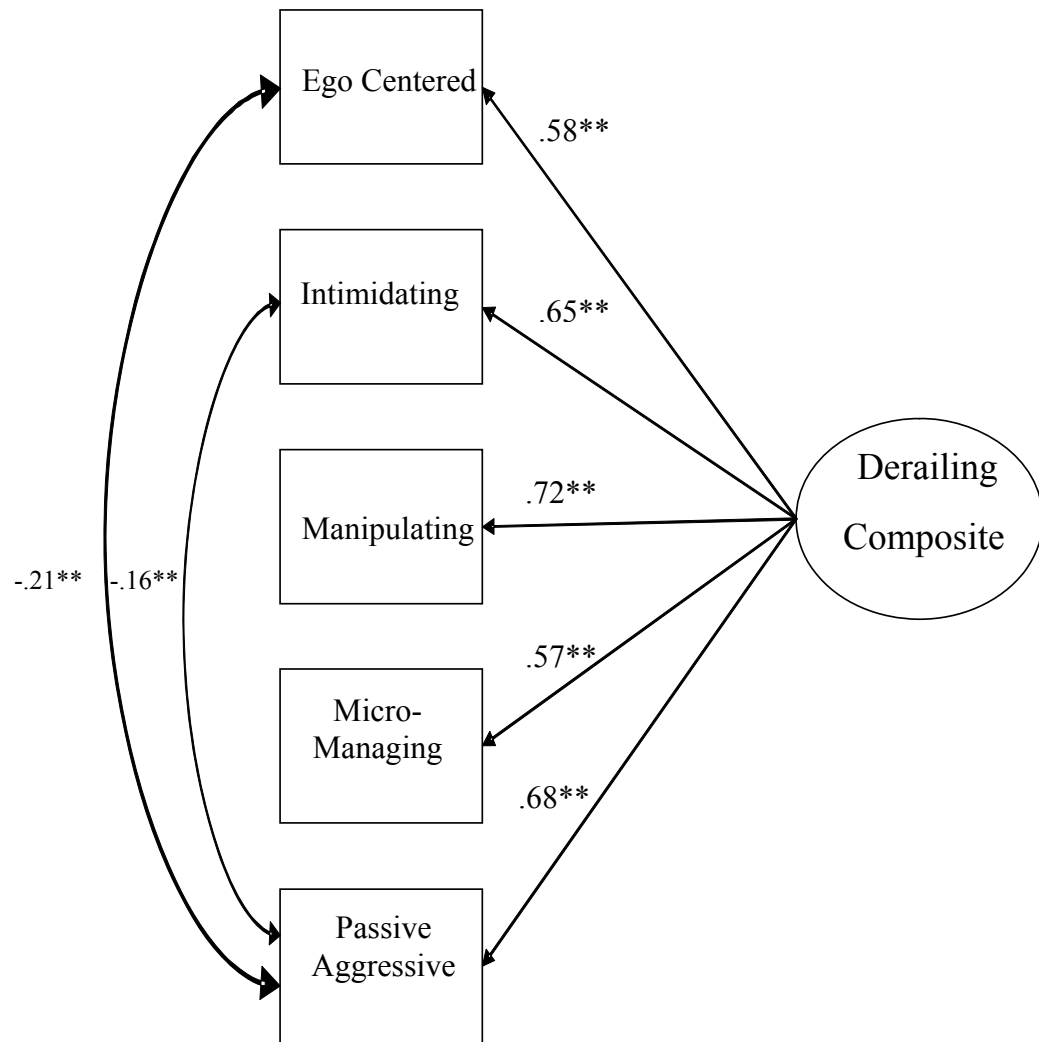 Ego Centered
.58**
Intimidating
.65**
Derailing
Composite
Manipulating
.72**
-.21**
-.16**
Micro-
Managing
.57**
.68**
Passive
Aggressive